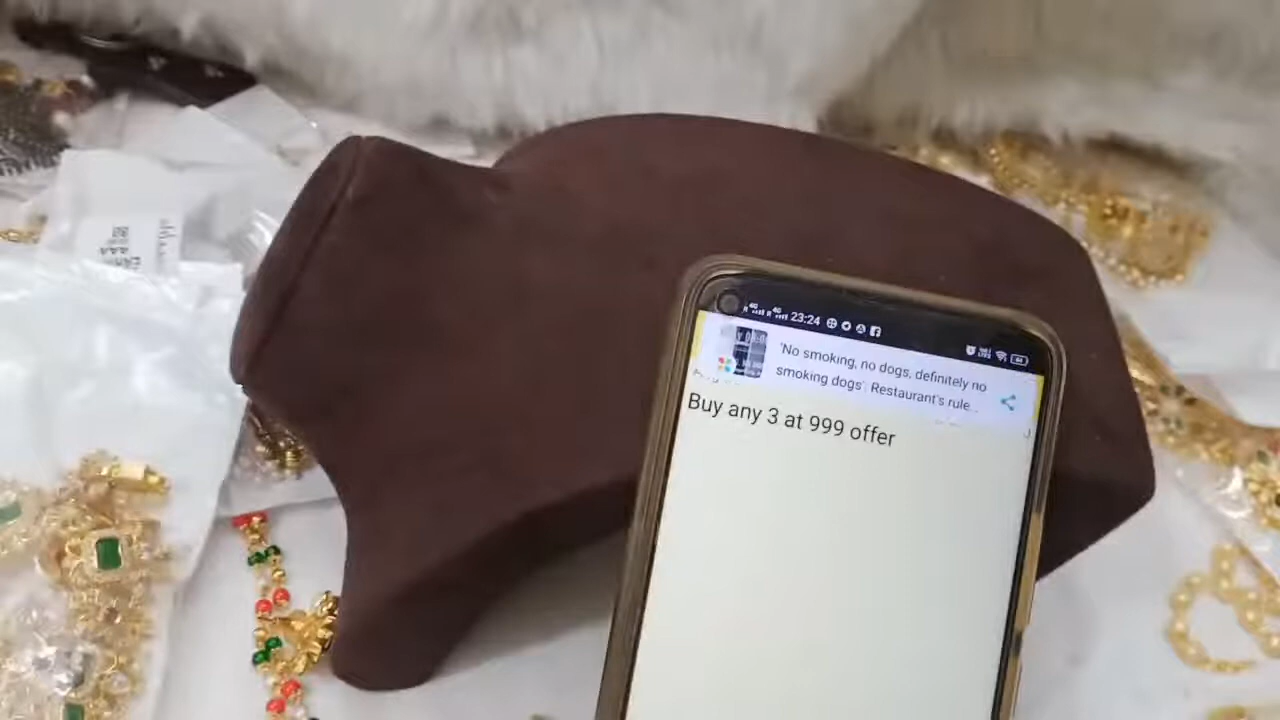 23:24
'No smoking, no dogs, definitely no
smoking dogs'. Restaurant's rule...
Buy any 3 at 999 offer